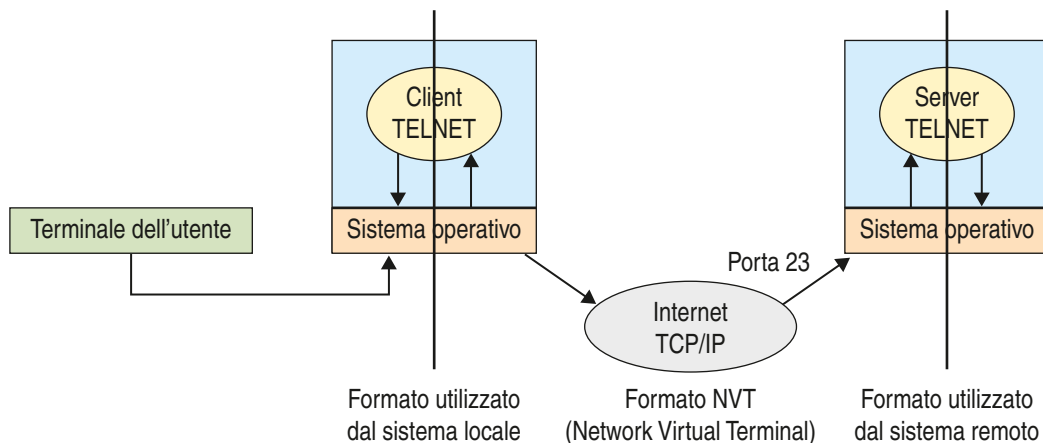 Client
TELNET
Server
TELNET
Terminale dell'utente
Sistema operativo
Sistema operativo
Porta 23
Internet
TCP/IP
Formato utilizzato
dal sistema locale
Formato NVT
(Network Virtual Terminal)
Formato utilizzato
dal sistema remoto